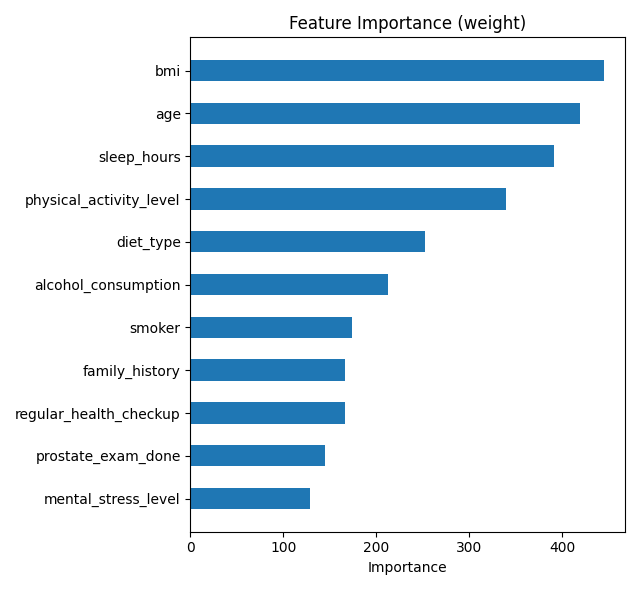 Feature Importance (weight)
bmi
age
sleep_hours
physical_activity_level
diet_type
alcohol_consumption
smoker
family_history
regular_health_checkup
prostate_exam_done
mental_stress_level
0 100 200 300 400
Importance